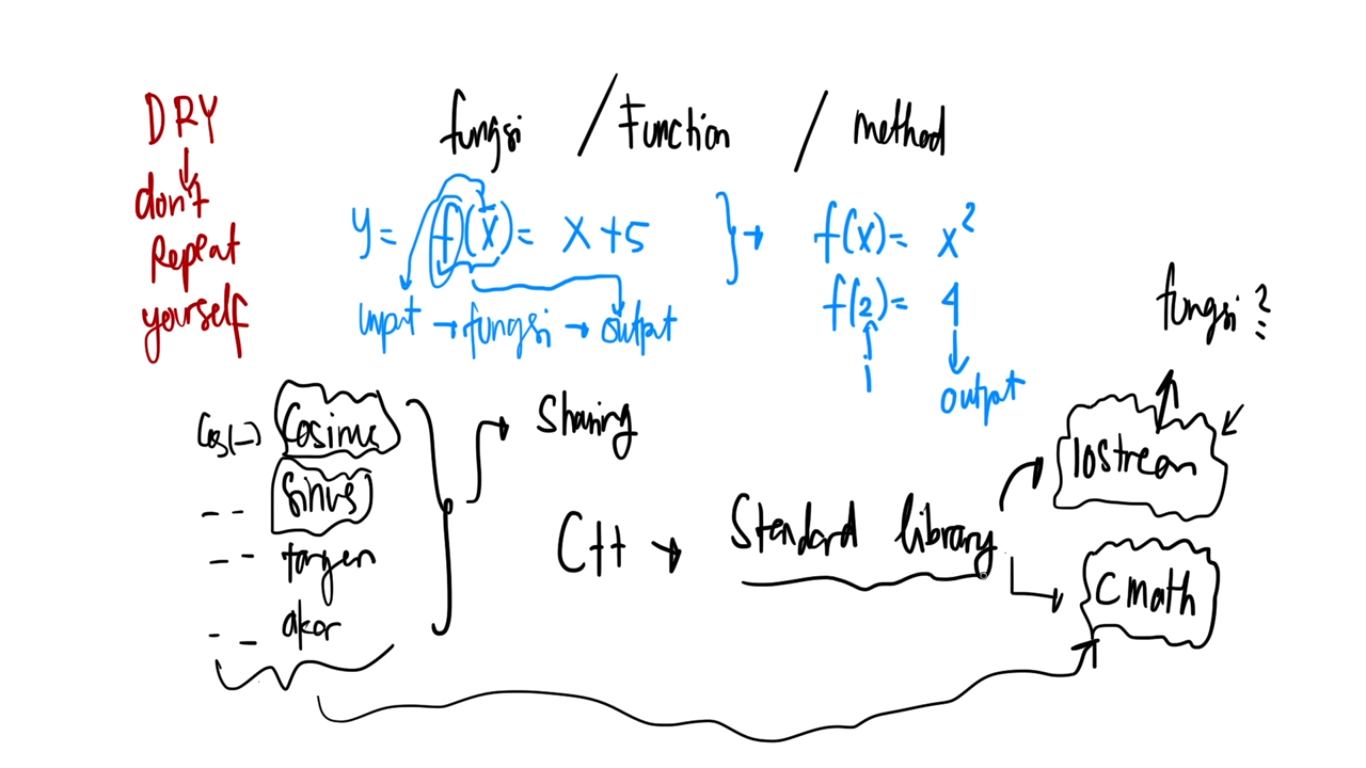 DRY
don't
Repeat
yourself
fungsi / Function / method
y = f(x) = x + 5
input → fungsi → output
f(x) = x²
f(2) = 4
output
fungsi?
Cos(-) Cosinus
Sinus
tangen
akar
Sharing
C++ → Standard library
Iostream
Cmath